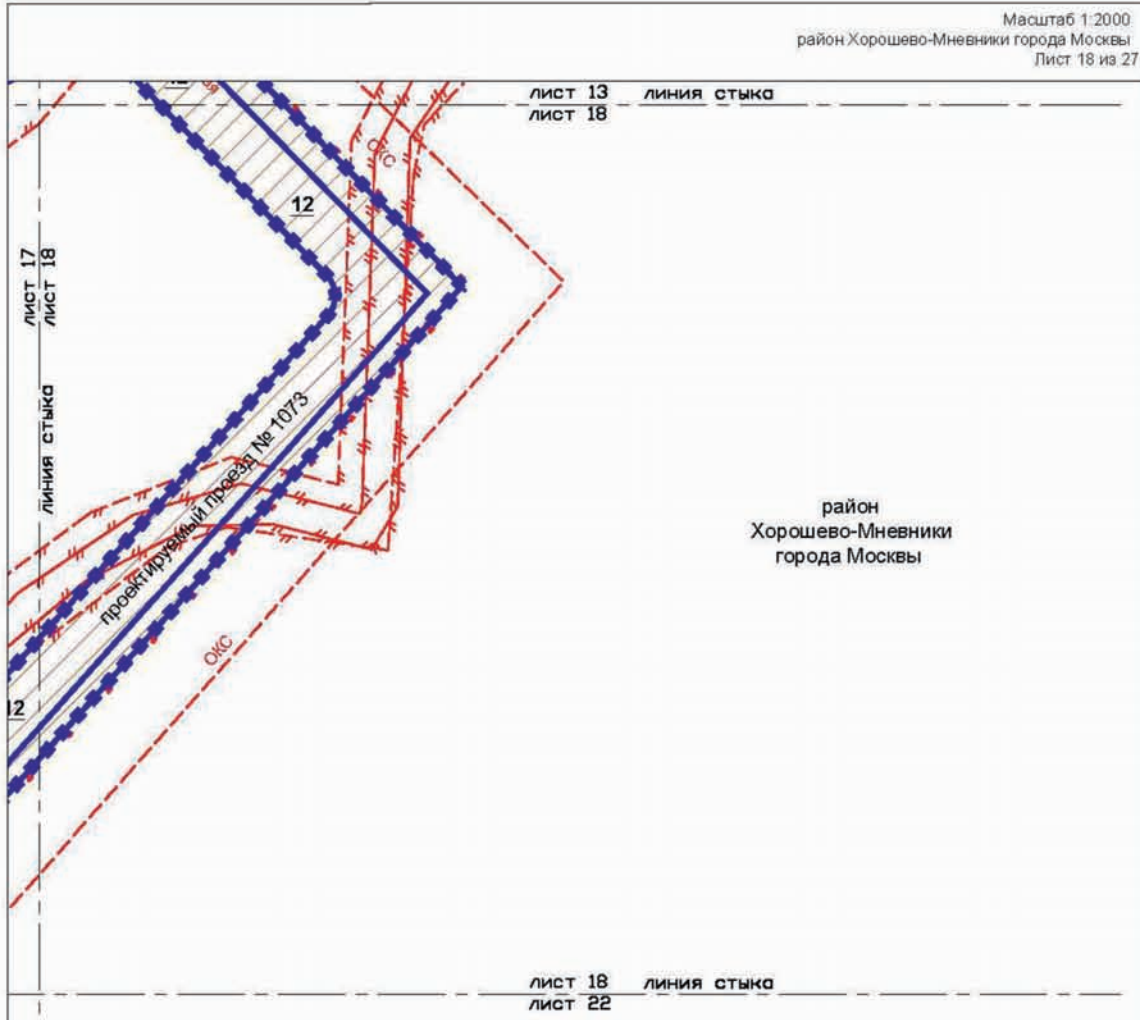 Масштаб 1:2000
район Хорошево-Мневники города Москвы
Лист 18 из 27
лист 13 линия стыка
лист 18
12
ОКС
лист 17
лист 18
линия стыка
проектируемый проезд № 1073
район
Хорошево-Мневники
города Москвы
ОКС
12
лист 18 линия стыка
лист 22